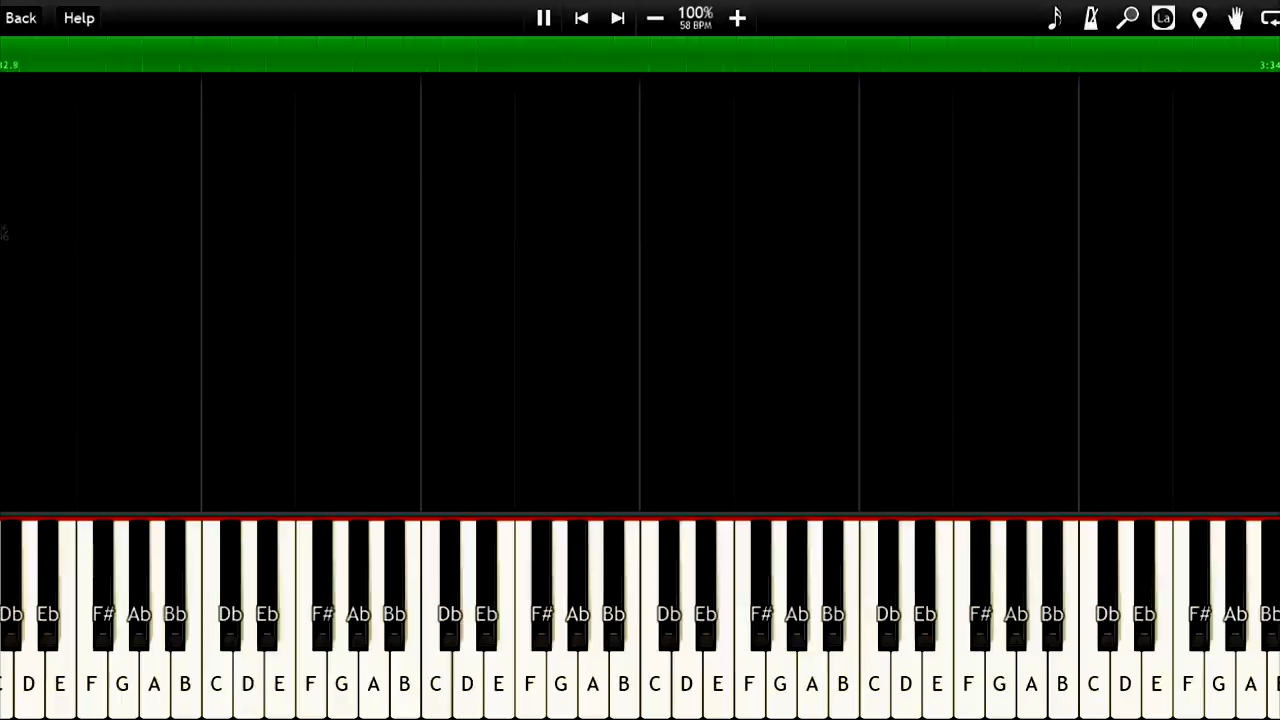 Back Help 100%
58 BPM
La
3:34
Db Eb F# Ab Bb Db Eb F# Ab Bb Db Eb F# Ab Bb Db Eb F# Ab Bb Db Eb F# Ab Bb Db Eb F# Ab
D E F G A B C D E F G A B C D E F G A B C D E F G A B C D E F G A B C D E F G A